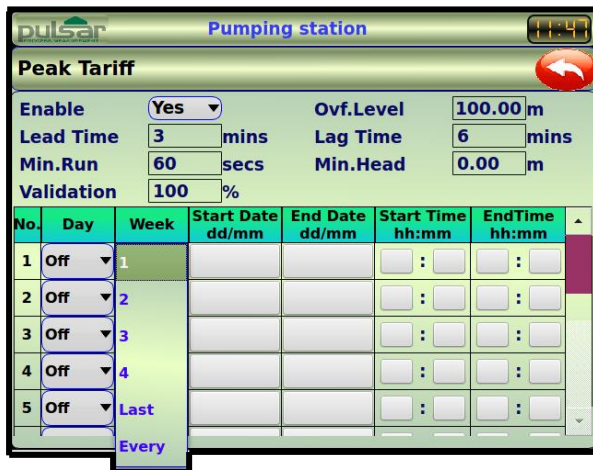 pulsar Pumping station 11:47
Peak Tariff
Enable Yes Ovf.Level 100.00 m
Lead Time 3 mins Lag Time 6 mins
Min.Run 60 secs Min.Head 0.00 m
Validation 100 %
No. Day Week Start Date dd/mm End Date dd/mm Start Time hh:mm EndTime hh:mm
1 Off 1 : :
2 Off 2 : :
3 Off 3 : :
4 Off 4 : :
5 Off Last : :
Every